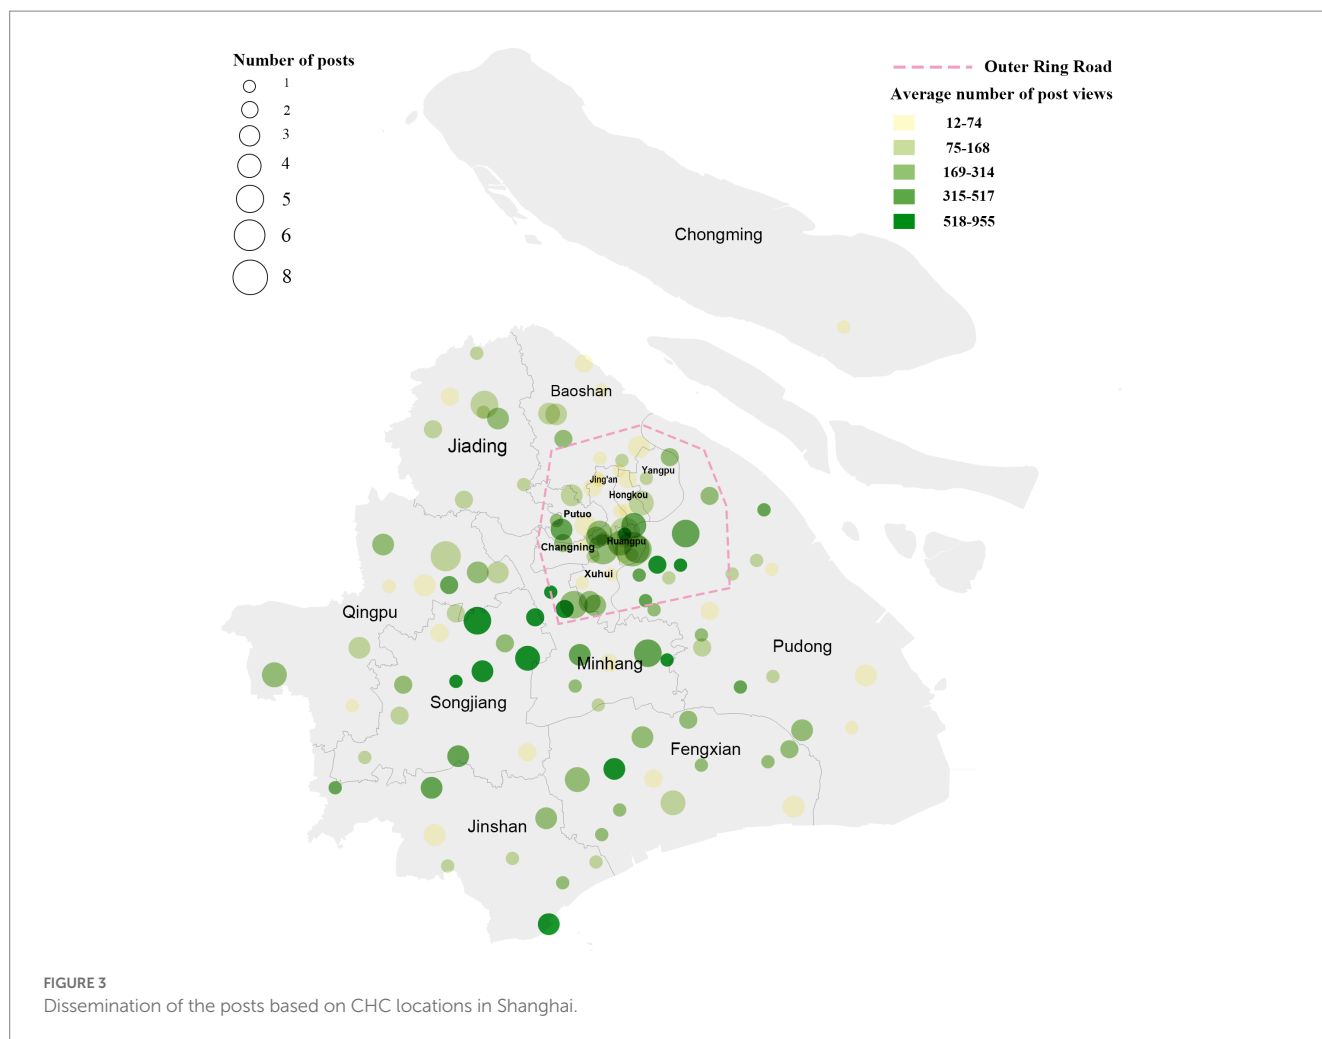 Number of posts
1
2
3
4
5
6
8
Outer Ring Road
Average number of post views
12-74
75-168
169-314
315-517
518-955
Chongming
Baoshan
Jiading
Yangpu
Jing'an
Hongkou
Putuo
Huangpu
Changning
Xuhui
Qingpu
Pudong
Minhang
Songjiang
Fengxian
Jinshan
FIGURE 3
Dissemination of the posts based on CHC locations in Shanghai.